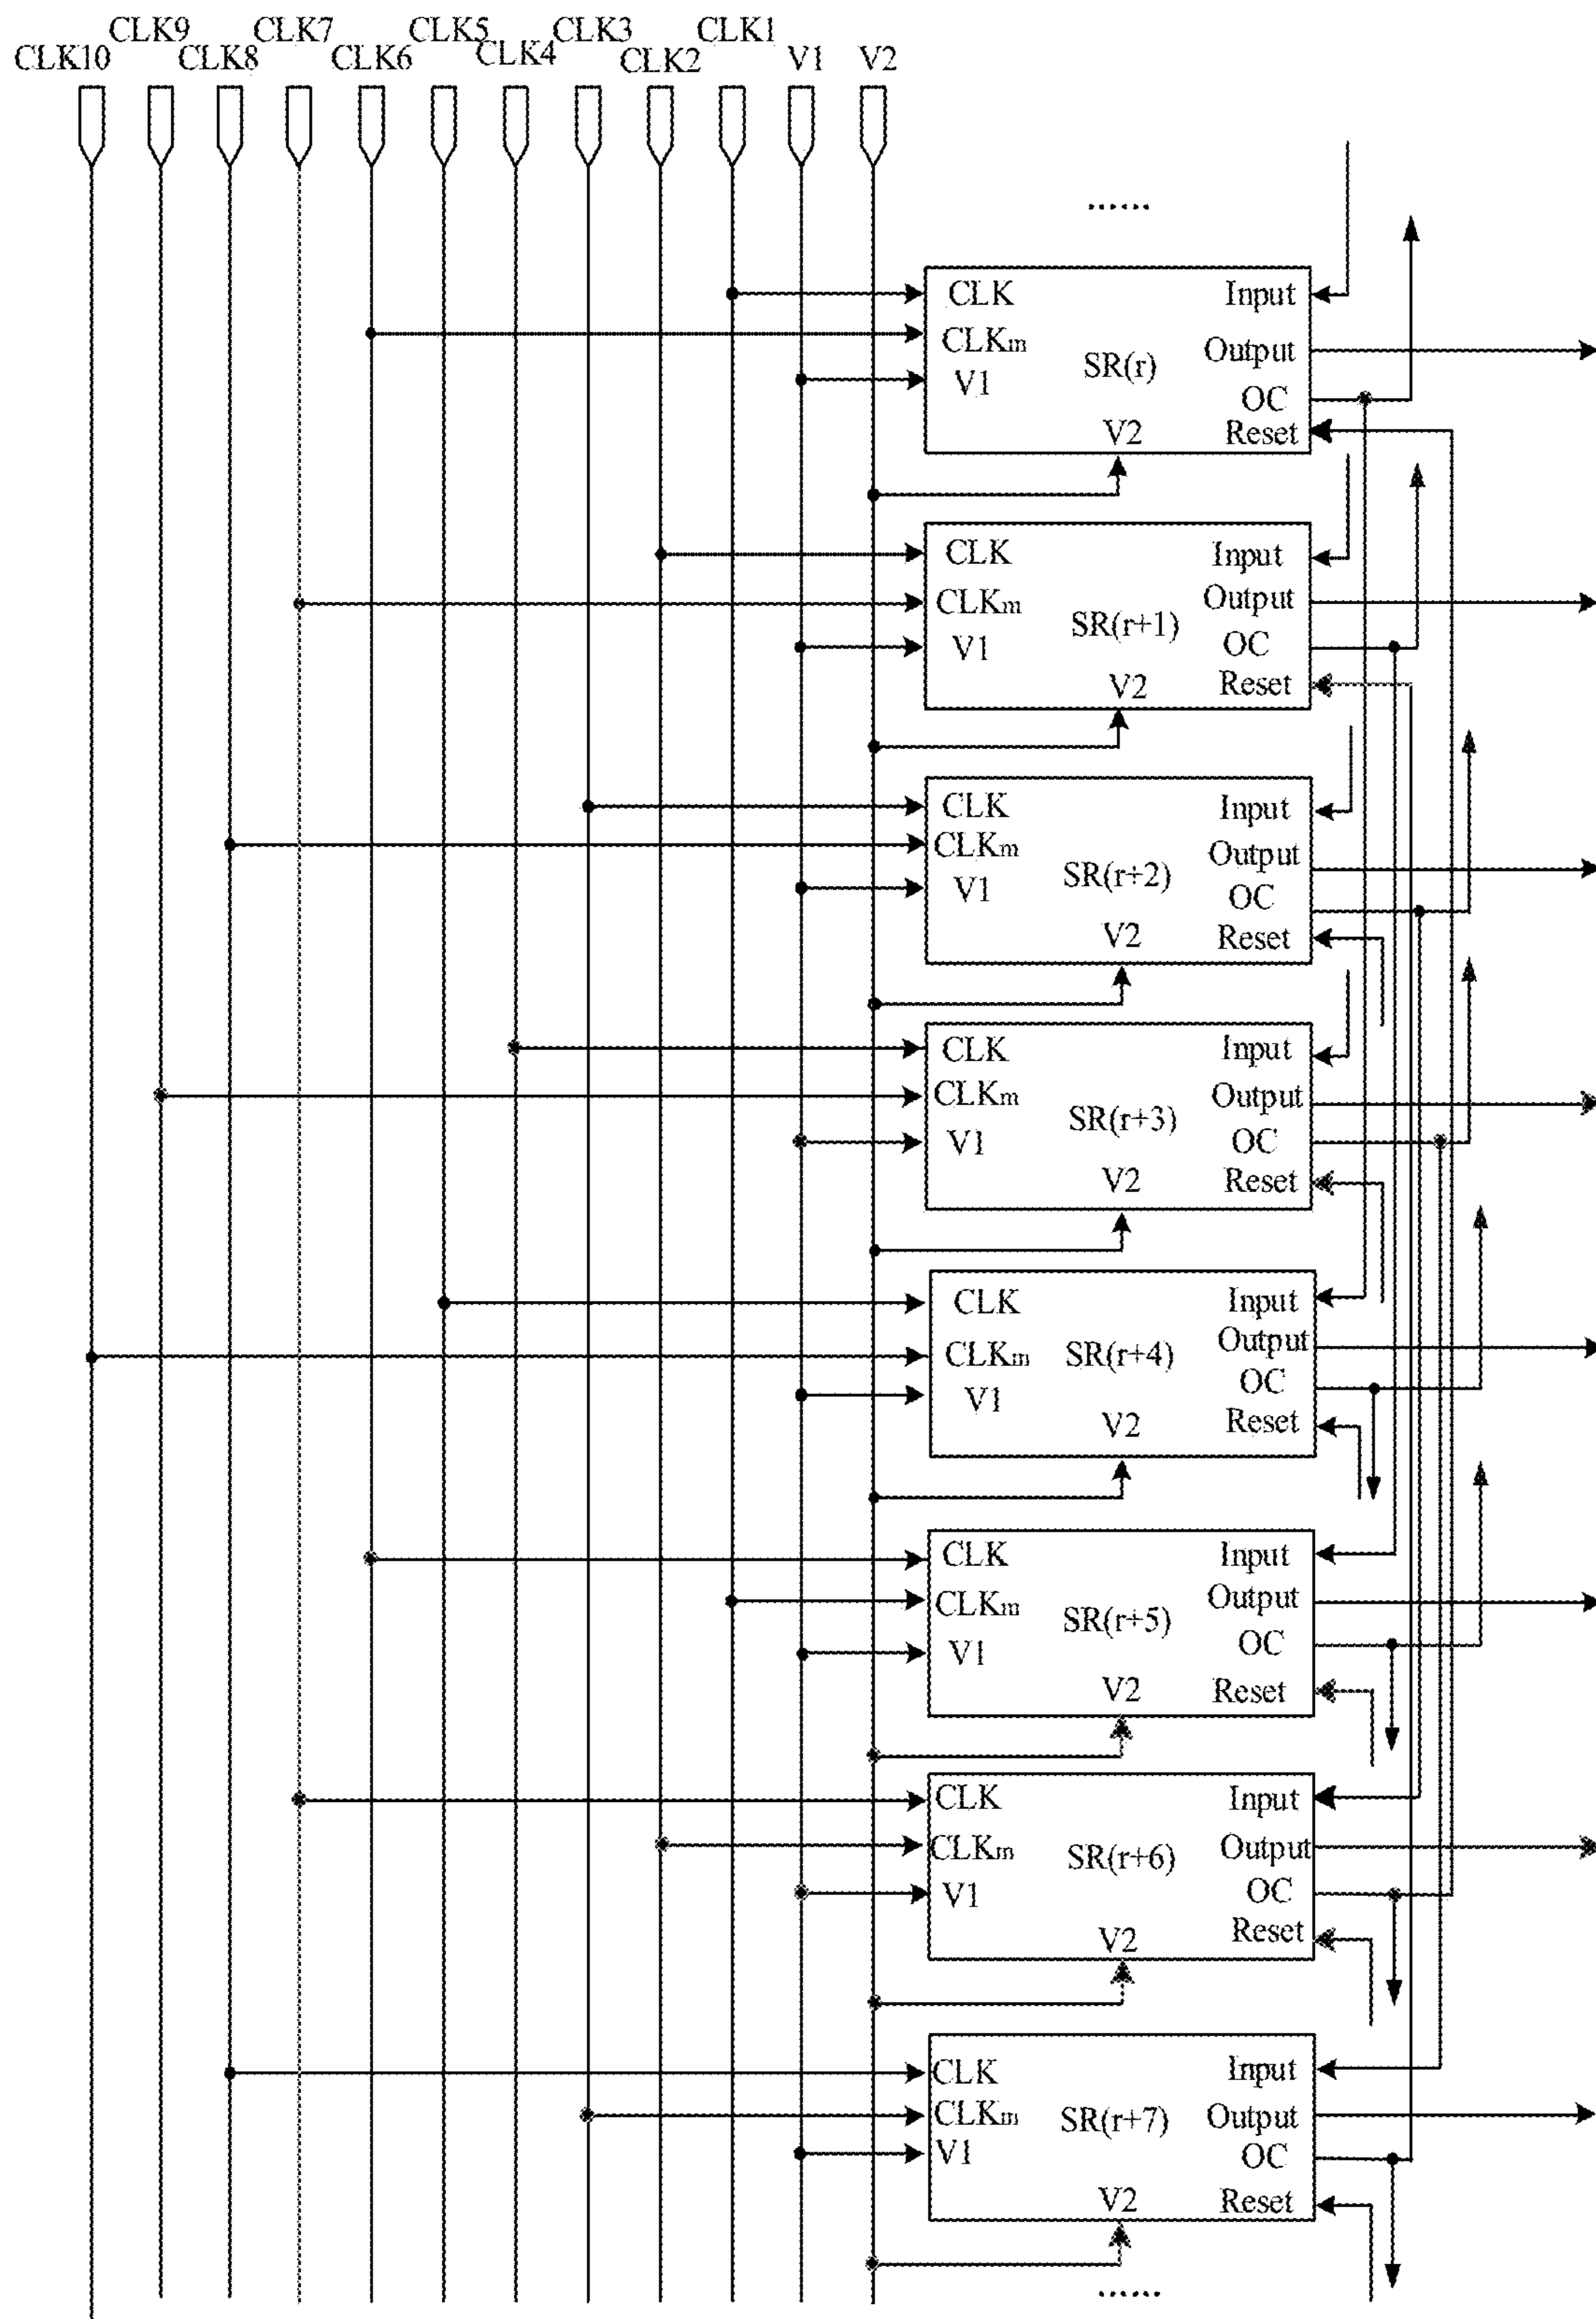 CLK10 CLK9 CLK8 CLK7 CLK6 CLK5 CLK4 CLK3 CLK2 CLK1 V1 V2
......
CLK Input
CLKm SR(r) Output
V1 OC
V2 Reset
CLK Input
CLKm SR(r+1) Output
V1 OC
V2 Reset
CLK Input
CLKm SR(r+2) Output
V1 OC
V2 Reset
CLK Input
CLKm SR(r+3) Output
V1 OC
V2 Reset
CLK Input
CLKm SR(r+4) Output
V1 OC
V2 Reset
CLK Input
CLKm SR(r+5) Output
V1 OC
V2 Reset
CLK Input
CLKm SR(r+6) Output
V1 OC
V2 Reset
CLK Input
CLKm SR(r+7) Output
V1 OC
V2 Reset
......